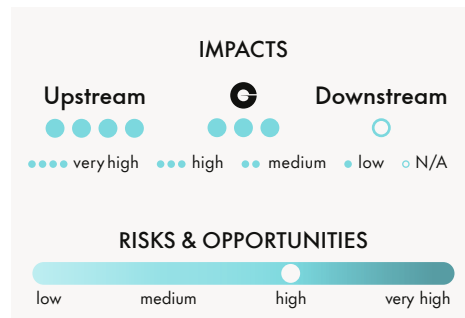 IMPACTS
Upstream G Downstream
very high high medium low N/A
RISKS & OPPORTUNITIES
low medium high very high